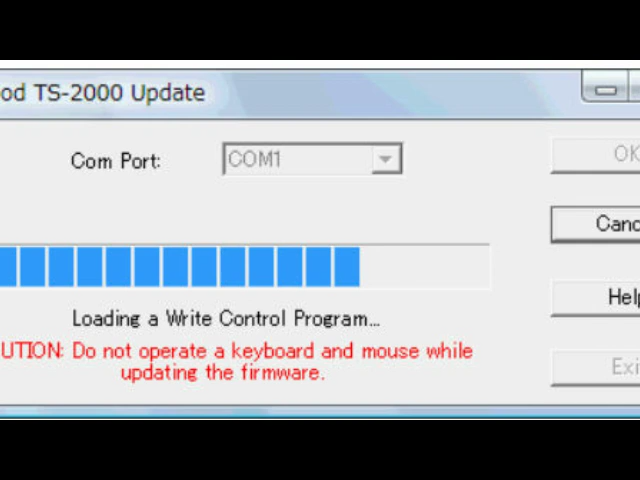 od TS-2000 Update
Com Port:
COM1
OK
Canc
Loading a Write Control Program...
Help
UTION: Do not operate a keyboard and mouse while
updating the firmware.
Exi